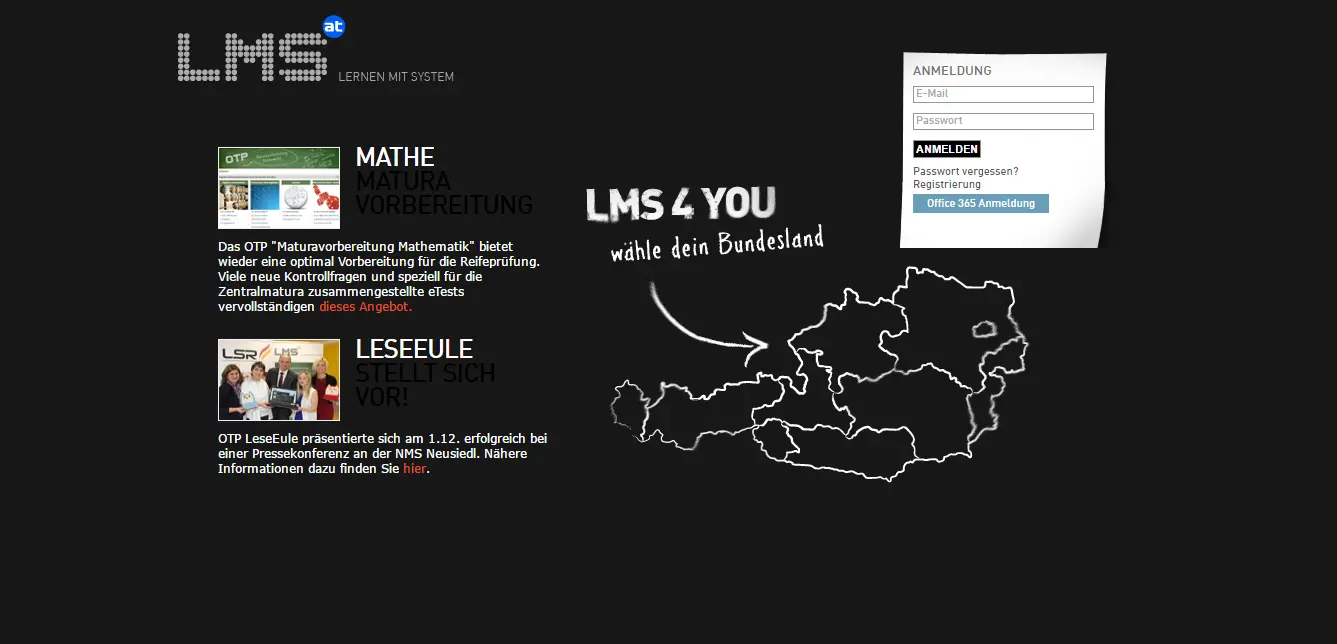 LMS at
LERNEN MIT SYSTEM
ANMELDUNG
E-Mail
Passwort
ANMELDEN
Passwort vergessen?
Registrierung
Office 365 Anmeldung
OTP
MATHE
MATURA
VORBEREITUNG
Das OTP "Maturavorbereitung Mathematik" bietet
wieder eine optimal Vorbereitung für die Reifeprüfung.
Viele neue Kontrollfragen und speziell für die
Zentralmatura zusammengestellte eTests
vervollständigen dieses Angebot.
LSR LMS
LESEEULE
STELLT SICH
VOR!
OTP LeseEule präsentierte sich am 1.12. erfolgreich bei
einer Pressekonferenz an der NMS Neusiedl. Nähere
Informationen dazu finden Sie hier.
LMS 4 YOU
wähle dein Bundesland